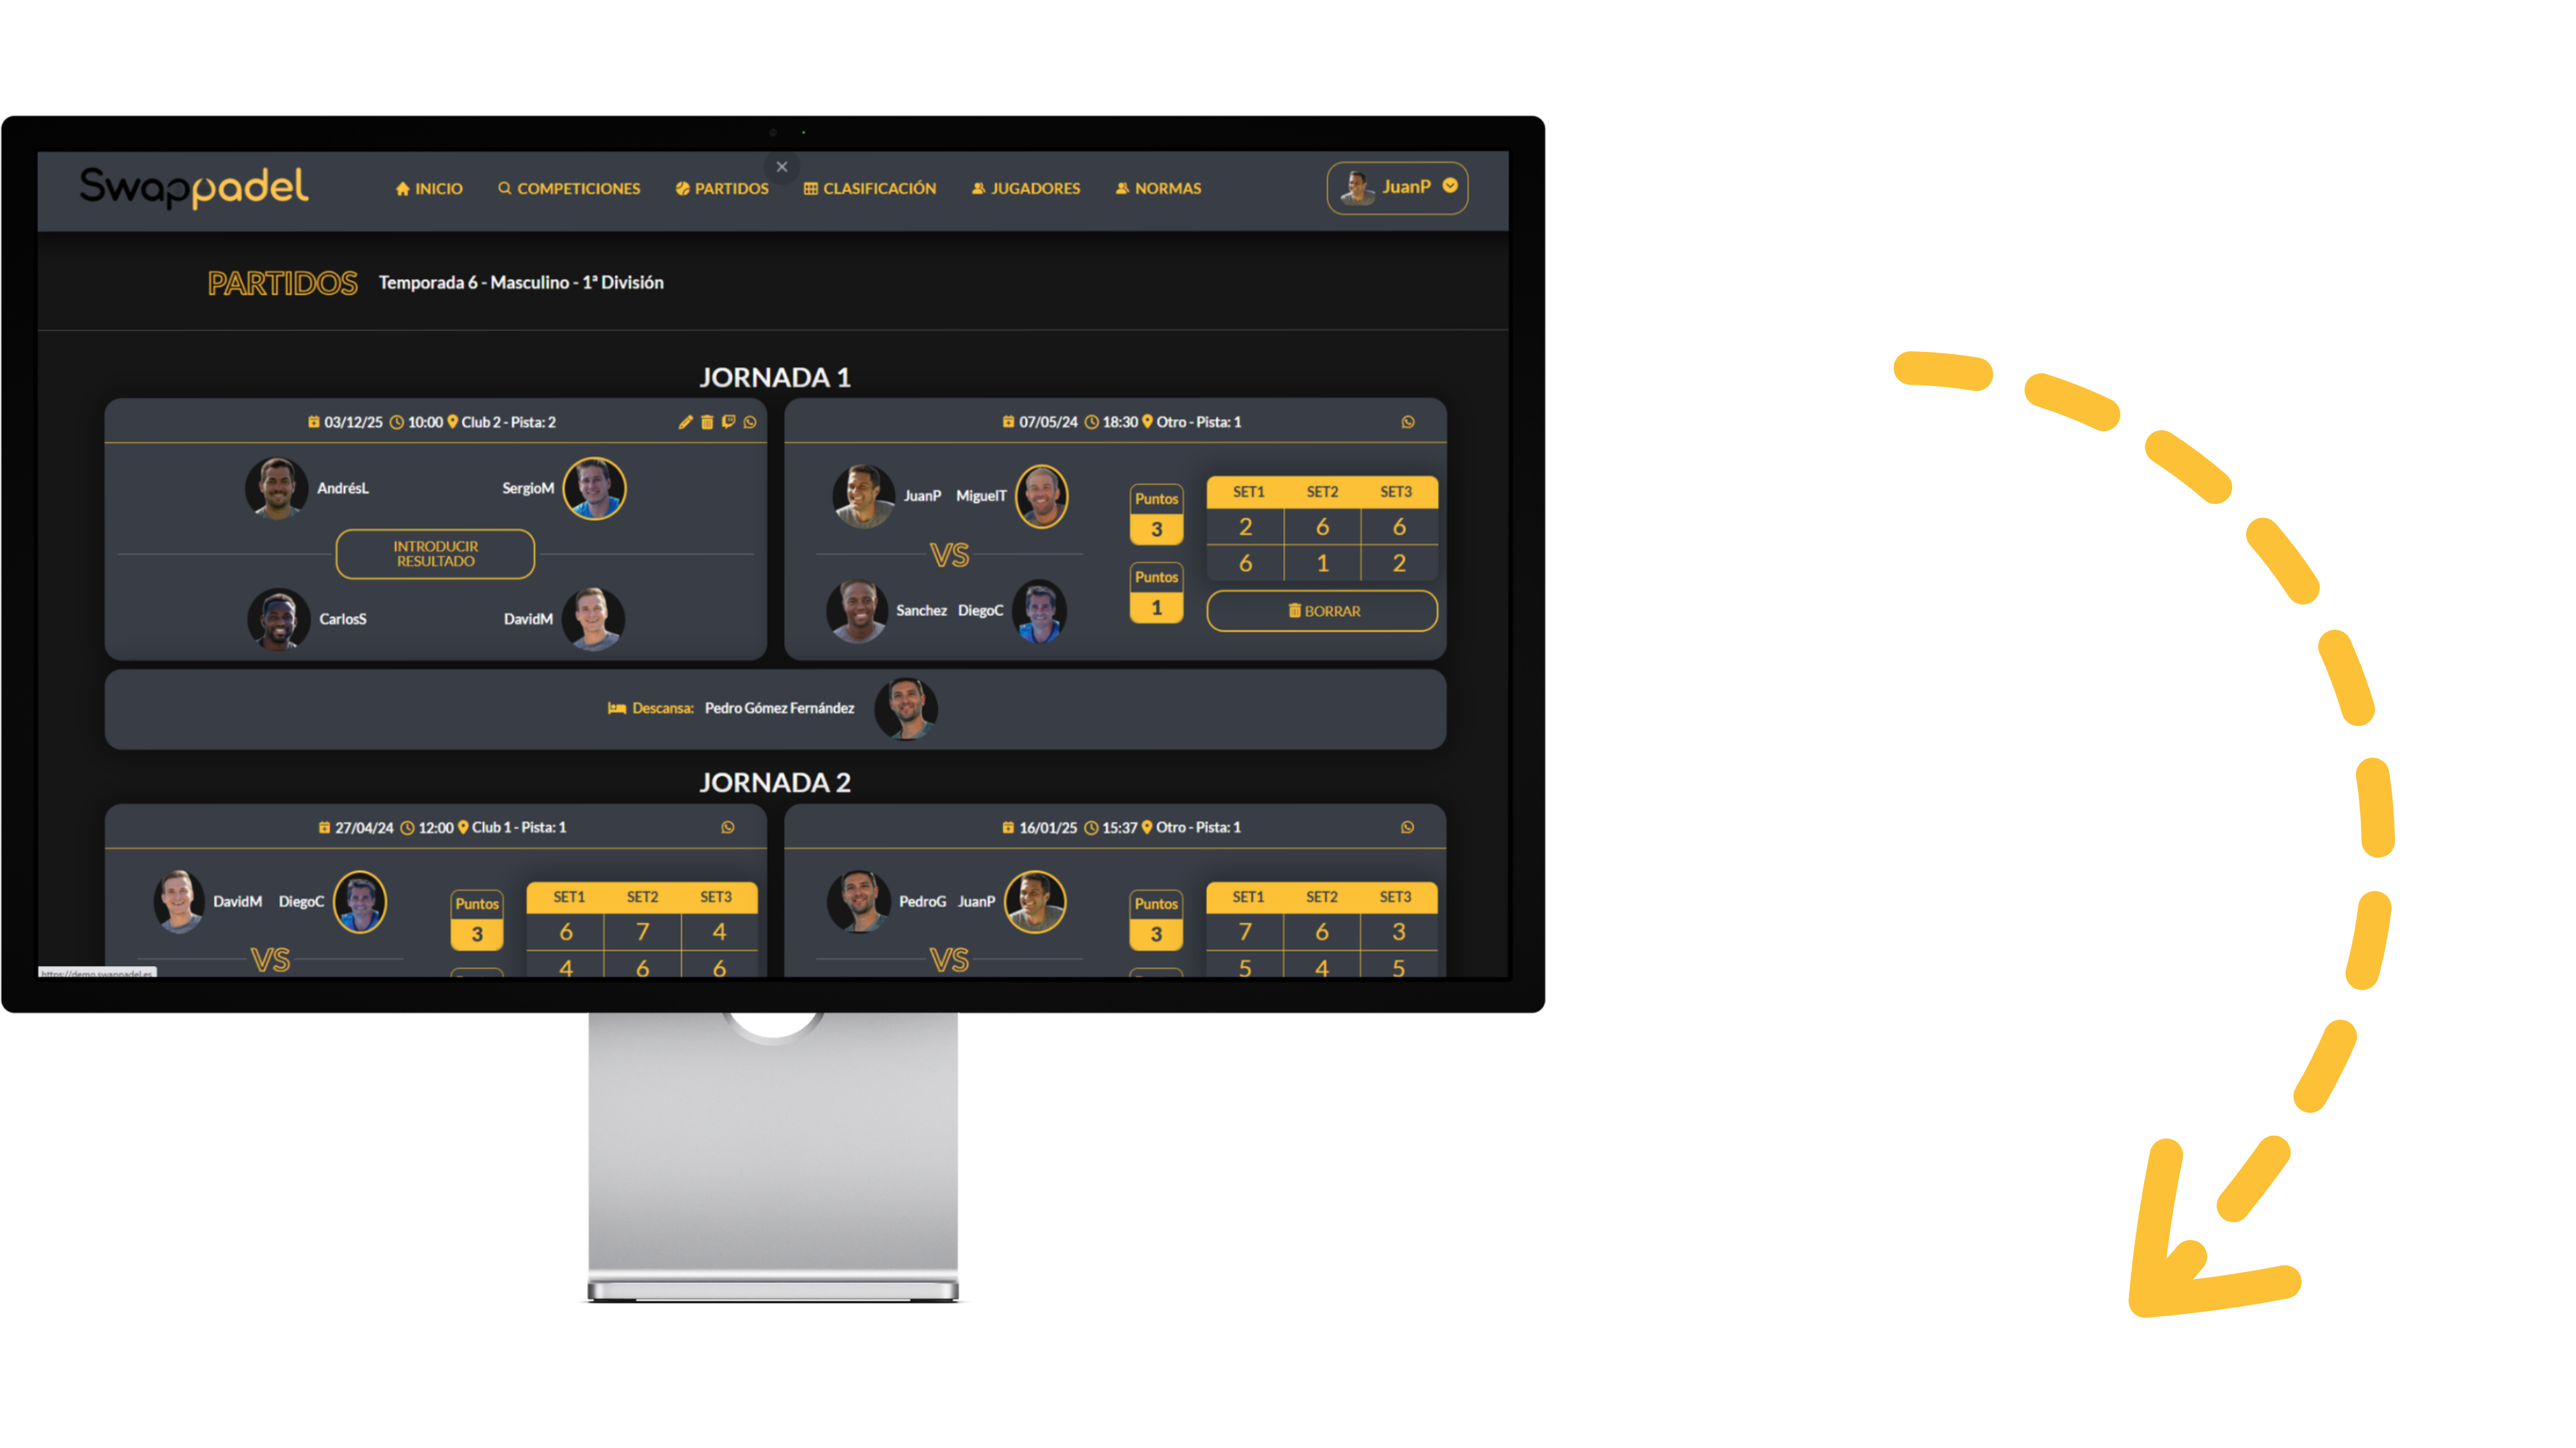 Swappadel
INICIO
COMPETICIONES
PARTIDOS
CLASIFICACIÓN
JUGADORES
NORMAS
JuanP
PARTIDOS
Temporada 6 - Masculino - 1ª División
JORNADA 1
03/12/25 10:00 Club 2 - Pista: 2
AndrésL
SergioM
INTRODUCIR
RESULTADO
CarlosS
DavidM
07/05/24 18:30 Otro - Pista: 1
JuanP MiguelT
VS
Sanchez DiegoC
Puntos
3
Puntos
1
SET1 SET2 SET3
2 6 6
6 1 2
BORRAR
Descansa: Pedro Gómez Fernández
JORNADA 2
27/04/24 12:00 Club 1 - Pista: 1
DavidM DiegoC
VS
Puntos
3
SET1 SET2 SET3
6 7 4
4 6 6
16/01/25 15:37 Otro - Pista: 1
PedroG JuanP
VS
Puntos
3
SET1 SET2 SET3
7 6 3
5 4 5
https://demo.swappadel.es